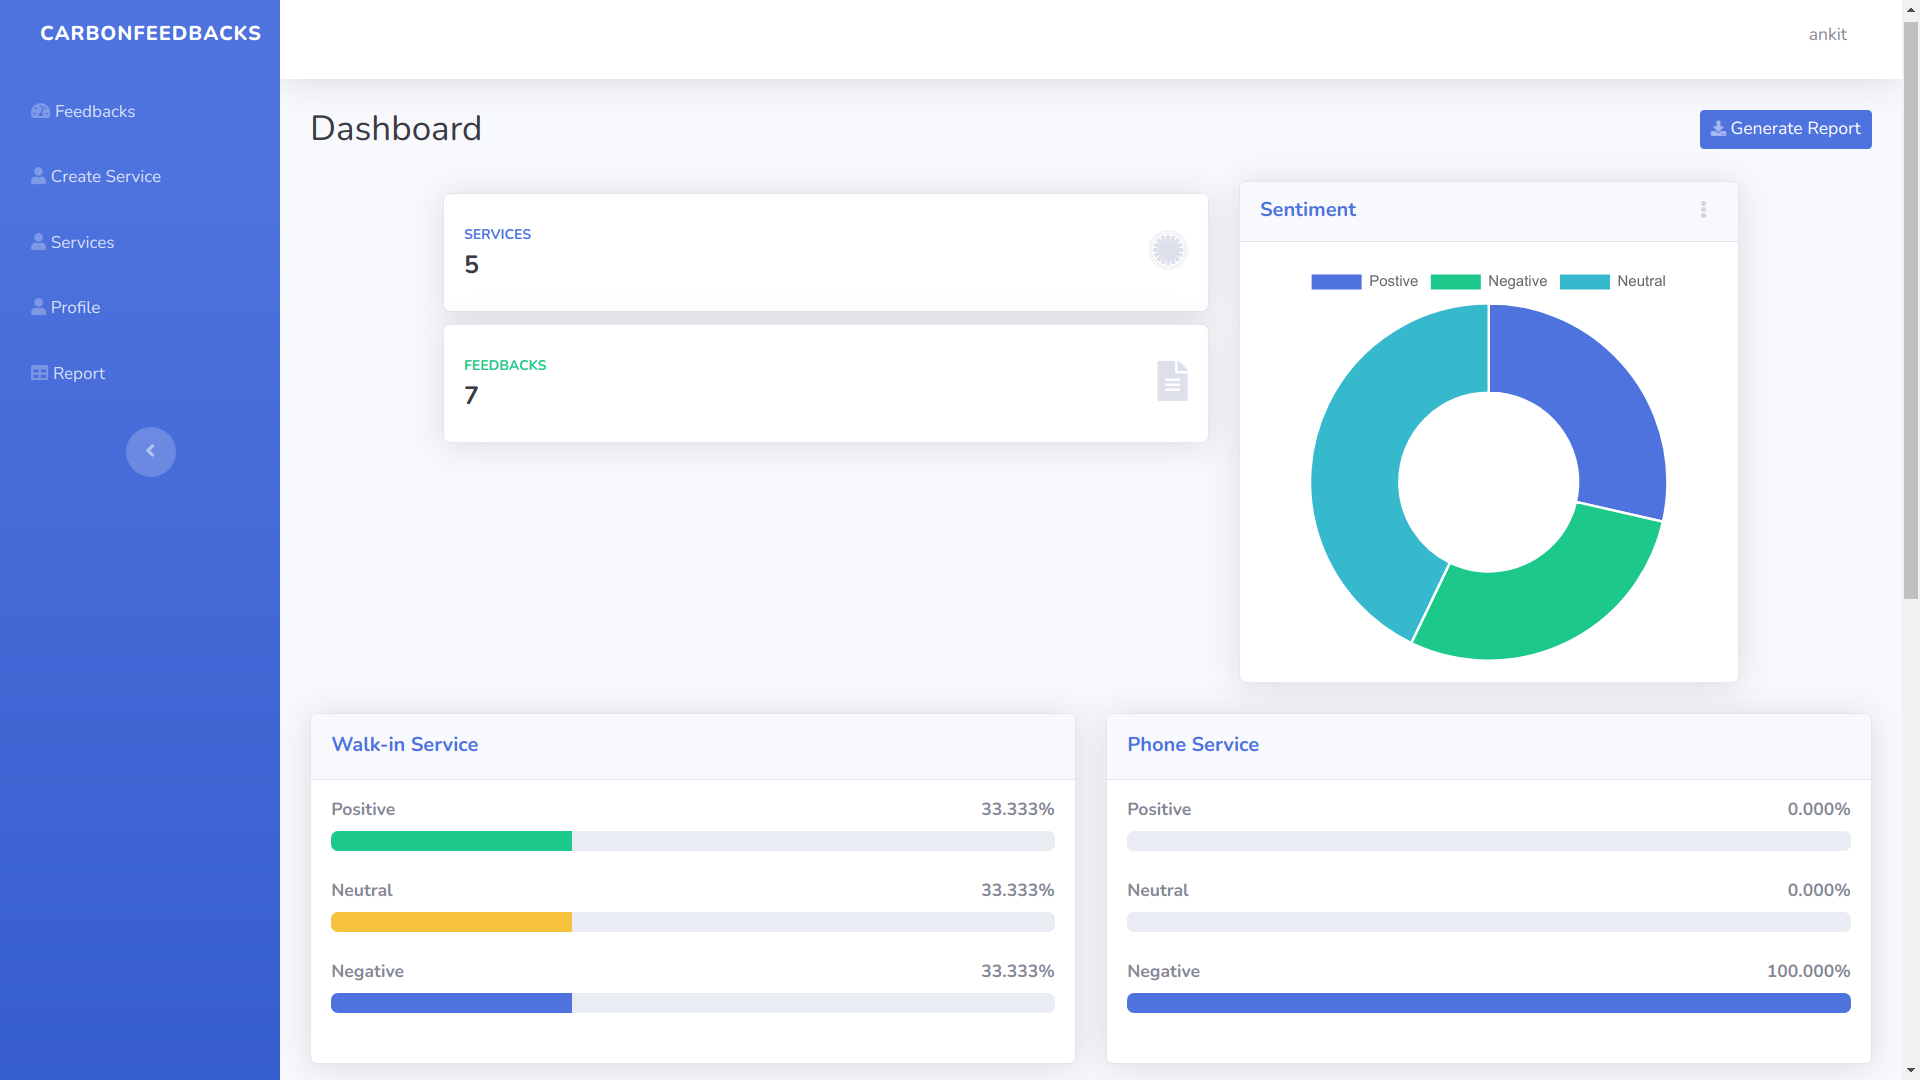 CARBONFEEDBACKS
Feedbacks
Create Service
Services
Profile
Report
ankit
Dashboard
Generate Report
SERVICES
5
FEEDBACKS
7
Sentiment
Postive Negative Neutral
Walk-in Service
Positive 33.333%
Neutral 33.333%
Negative 33.333%
Phone Service
Positive 0.000%
Neutral 0.000%
Negative 100.000%